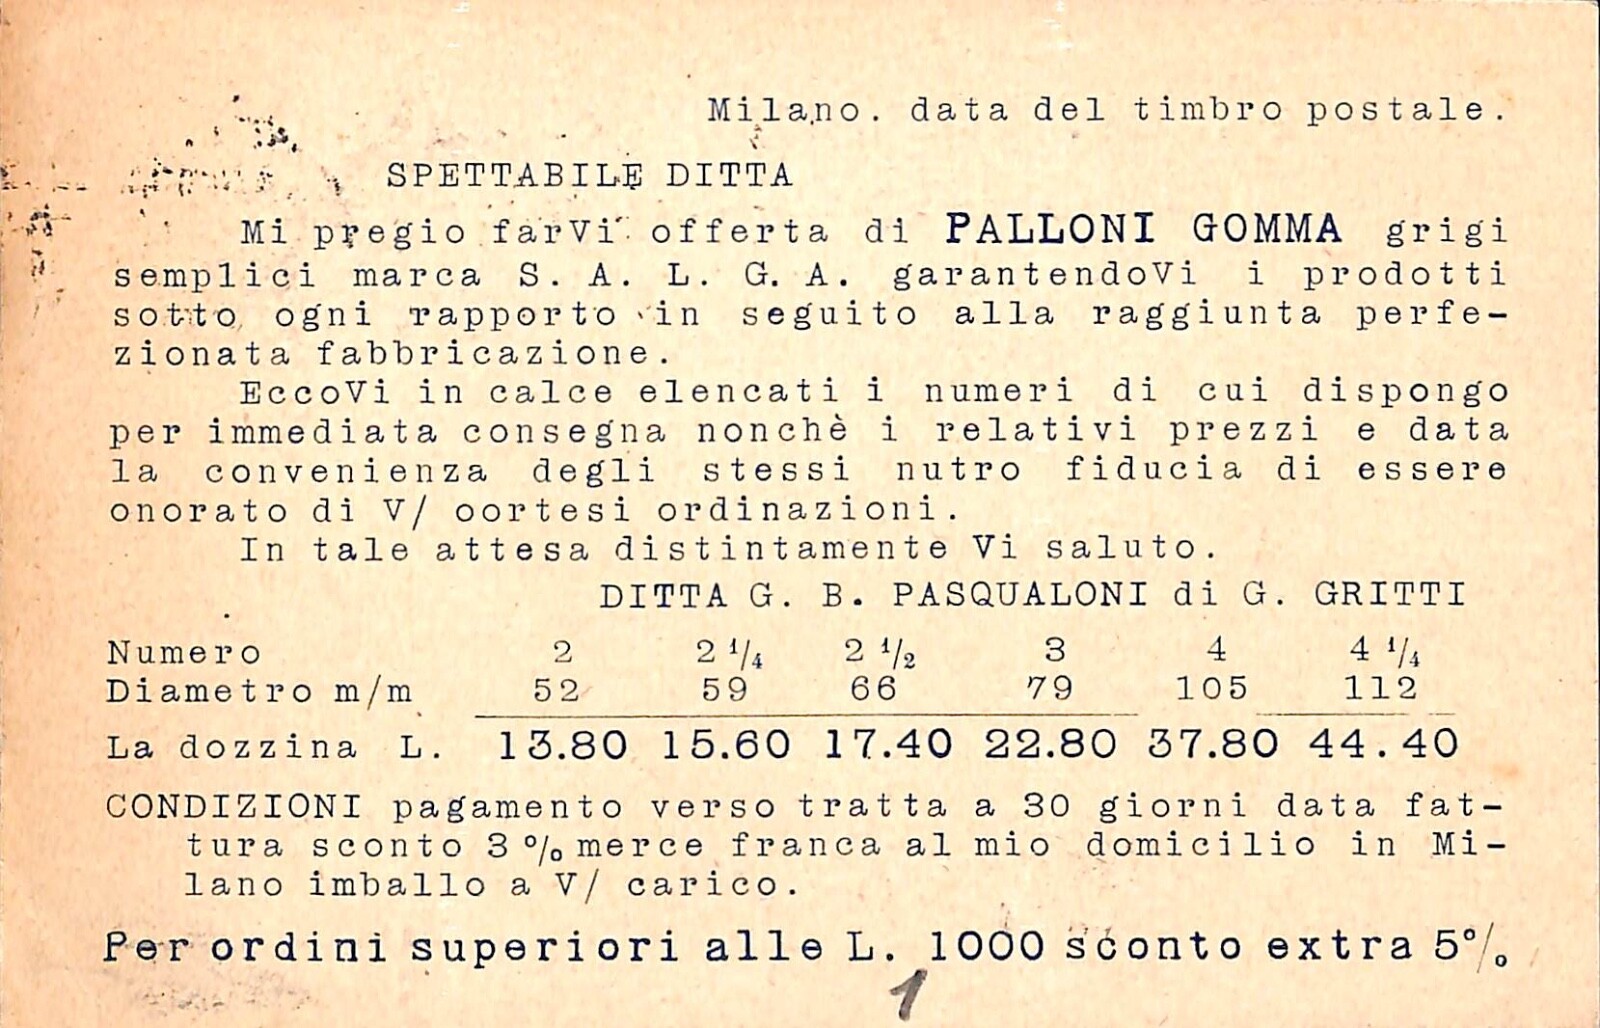 Milano. data del timbro postale.
SPETTABILE DITTA
Mi pregio farVi offerta di PALLONI GOMMA grigi
semplici marca S. A. L. G. A. garantendoVi i prodotti
sotto ogni rapporto in seguito alla raggiunta perfe-
zionata fabbricazione.
EccoVi in calce elencati i numeri di cui dispongo
per immediata consegna nonchè i relativi prezzi e data
la convenienza degli stessi nutro fiducia di essere
onorato di V/ oortesi ordinazioni.
In tale attesa distintamente Vi saluto.
DITTA G. B. PASQUALONI di G. GRITTI
Numero 2 2 1/4 2 1/2 3 4 4 1/4
Diametro m/m 52 59 66 79 105 112
La dozzina L. 13.80 15.60 17.40 22.80 37.80 44.40
CONDIZIONI pagamento verso tratta a 30 giorni data fat-
tura sconto 3 % merce franca al mio domicilio in Mi-
lano imballo a V/ carico.
Per ordini superiori alle L. 1000 sconto extra 5%
1